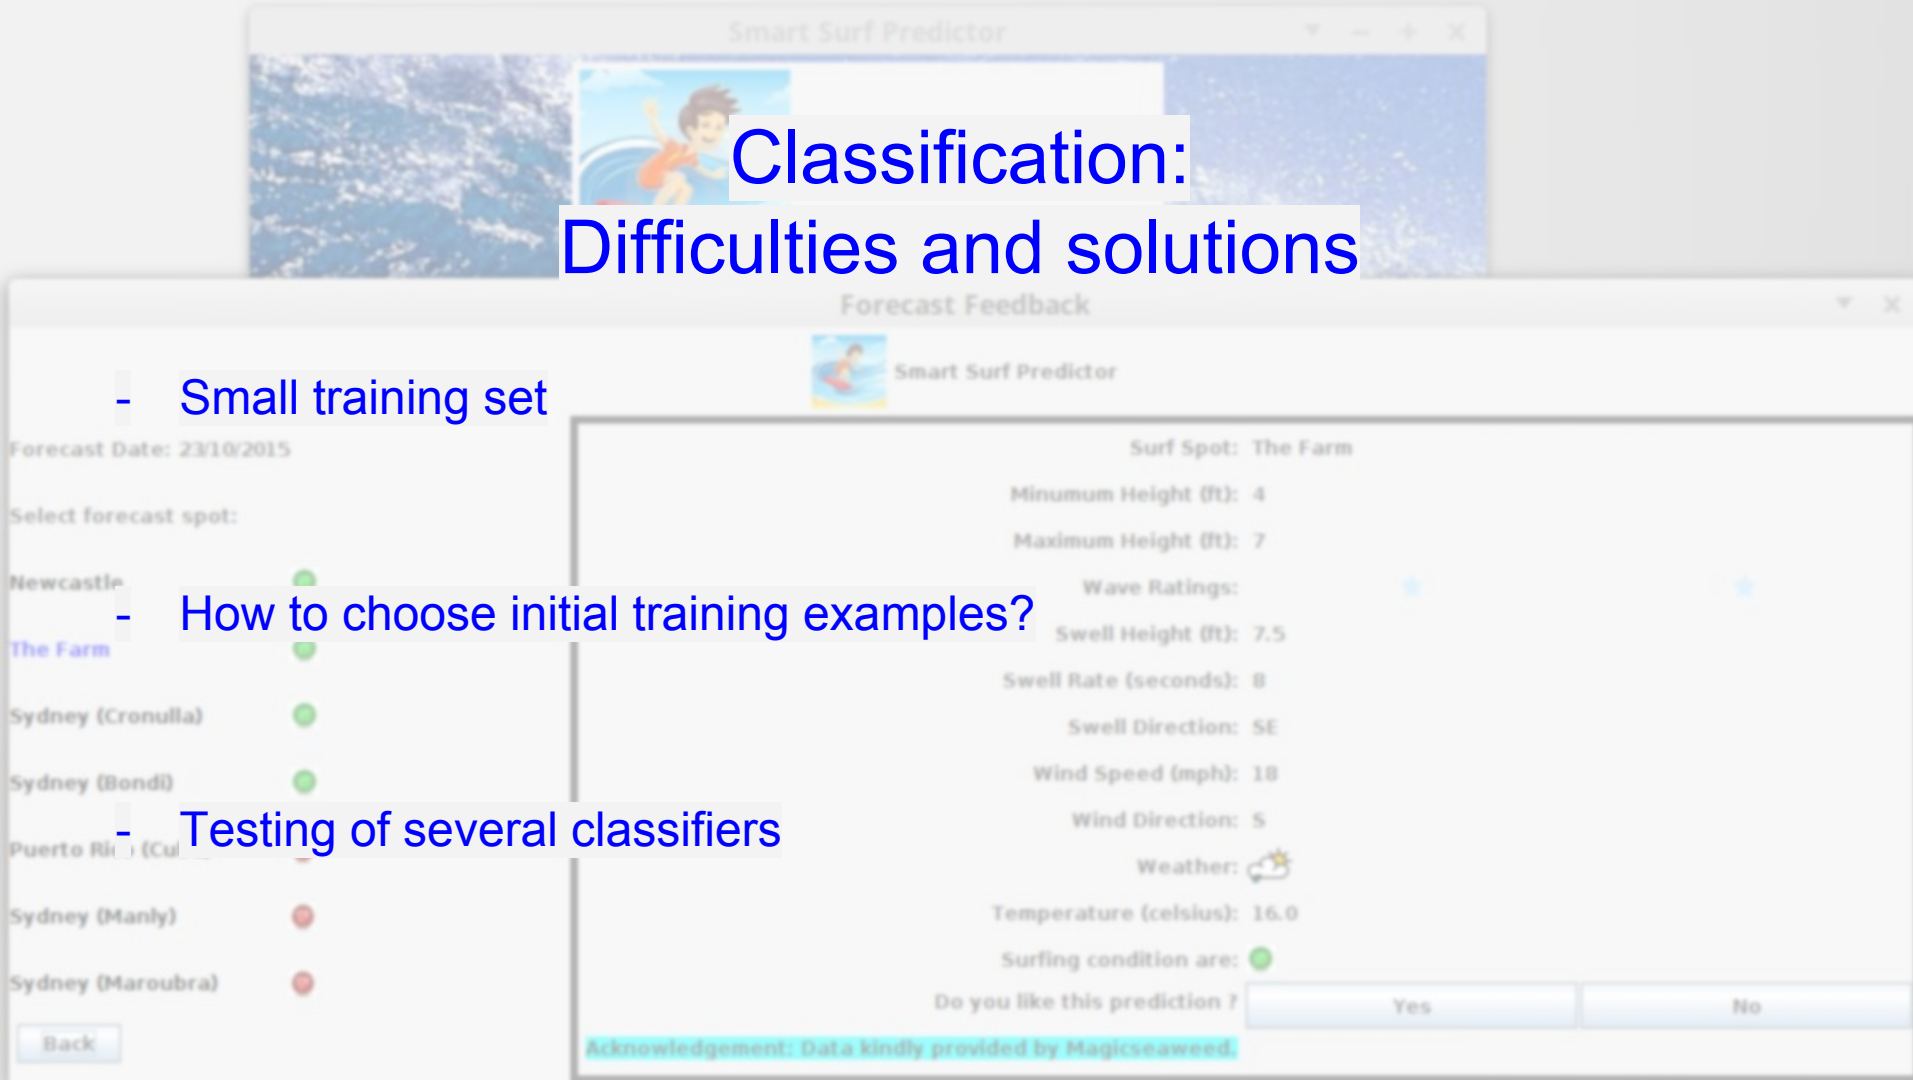 Smart Surf Predictor
Classification:
Difficulties and solutions
Forecast Feedback
Smart Surf Predictor
- Small training set
Forecast Date: 23/10/2015
Select forecast spot:
Newcastle
- How to choose initial training examples?
The Farm
Sydney (Cronulla)
Sydney (Bondi)
- Testing of several classifiers
Puerto
Sydney (Manly)
Sydney (Maroubra)
Back
Surf Spot: The Farm
Minumum Height (ft): 4
Maximum Height (ft): 7
Wave Ratings:
Swell Height (ft): 7.5
Swell Rate (seconds): 8
Swell Direction: SE
Wind Speed (mph): 18
Wind Direction: S
Weather:
Temperature (celsius): 16.0
Surfing condition are:
Do you like this prediction ? Yes No
Acknowledgement: Data kindly provided by Magicseaweed.